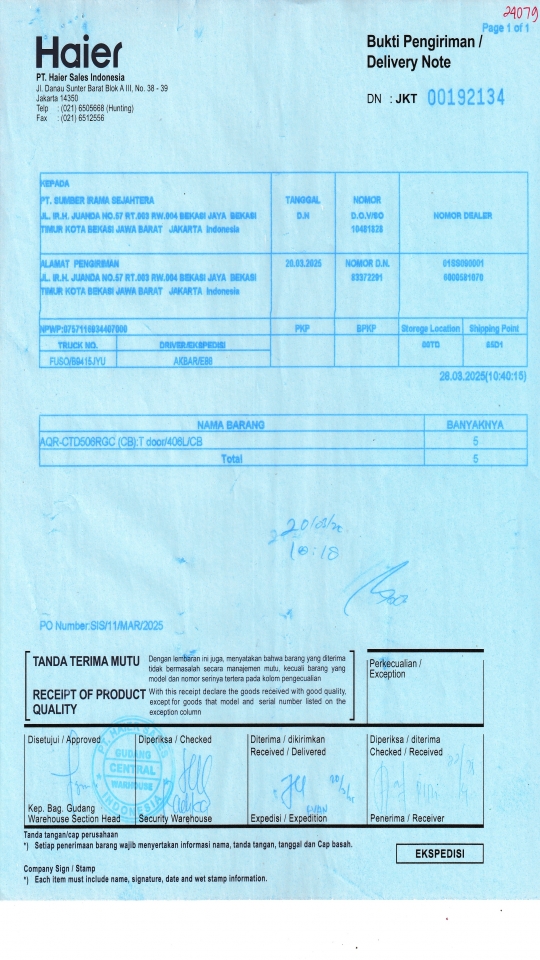 24079
Page 1 of 1
Haier
Bukti Pengiriman /
Delivery Note
PT. Haier Sales Indonesia
Jl. Danau Sunter Barat Blok A III, No. 38 - 39
Jakarta 14350
Telp : (021) 6505668 (Hunting)
Fax : (021) 6512556
DN : JKT 00192134
KEPADA
PT. SUMBER IRAMA SEJAHTERA
JL. IR.H. JUANDA NO.57 RT.003 RW.004 BEKASI JAYA BEKASI
TIMUR KOTA BEKASI JAWA BARAT JAKARTA Indonesia
TANGGAL
D.N
NOMOR
D.O.V/SO
10481828
NOMOR DEALER
ALAMAT PENGIRIMAN
JL. IR.H. JUANDA NO.57 RT.003 RW.004 BEKASI JAYA BEKASI
TIMUR KOTA BEKASI JAWA BARAT JAKARTA Indonesia
20.03.2025
NOMOR D.N.
83372291
PKP
BPKP
Storage Location
Shipping Point
TRUCK NO.
DRIVER/EKSPEDISI
FUSO/B9415JYU
AKBAR/E88
(10:40:15)
NAMA BARANG
BANYAKNYA
AQR-CTD506RGC (CB):T door/406L/CB
5
Total
5
10:18
PO Number:SIS/11/MAR/2025
TANDA TERIMA MUTU
Dengan lembaran ini juga, menyatakan bahwa barang yang diterima
tidak bermasalah secara manajemen mutu, kecuali barang yang
model dan nomor serinya tertera pada kolom pengecualian
RECEIPT OF PRODUCT
QUALITY
With this receipt declare the goods received with good quality,
except for goods that model and serial number listed on the
exception column
Perkecualian /
Exception
Disetujui / Approved
Diperiksa / Checked
Diterima / dikirimkan
Received / Delivered
Diperiksa / diterima
Checked / Received
GUDANG
CENTRAL
WAREHOUSE
INDONESIA
Kep. Bag. Gudang
Warehouse Section Head
Security Warehouse
Expedisi / Expedition
Penerima / Receiver
Tanda tangan/cap perusahaan
*) Setiap penerimaan barang wajib menyertakan informasi nama, tanda tangan, tanggal dan Cap basah.
EKSPEDISI
Company Sign / Stamp
*) Each item must include name, signature, date and wet stamp information.